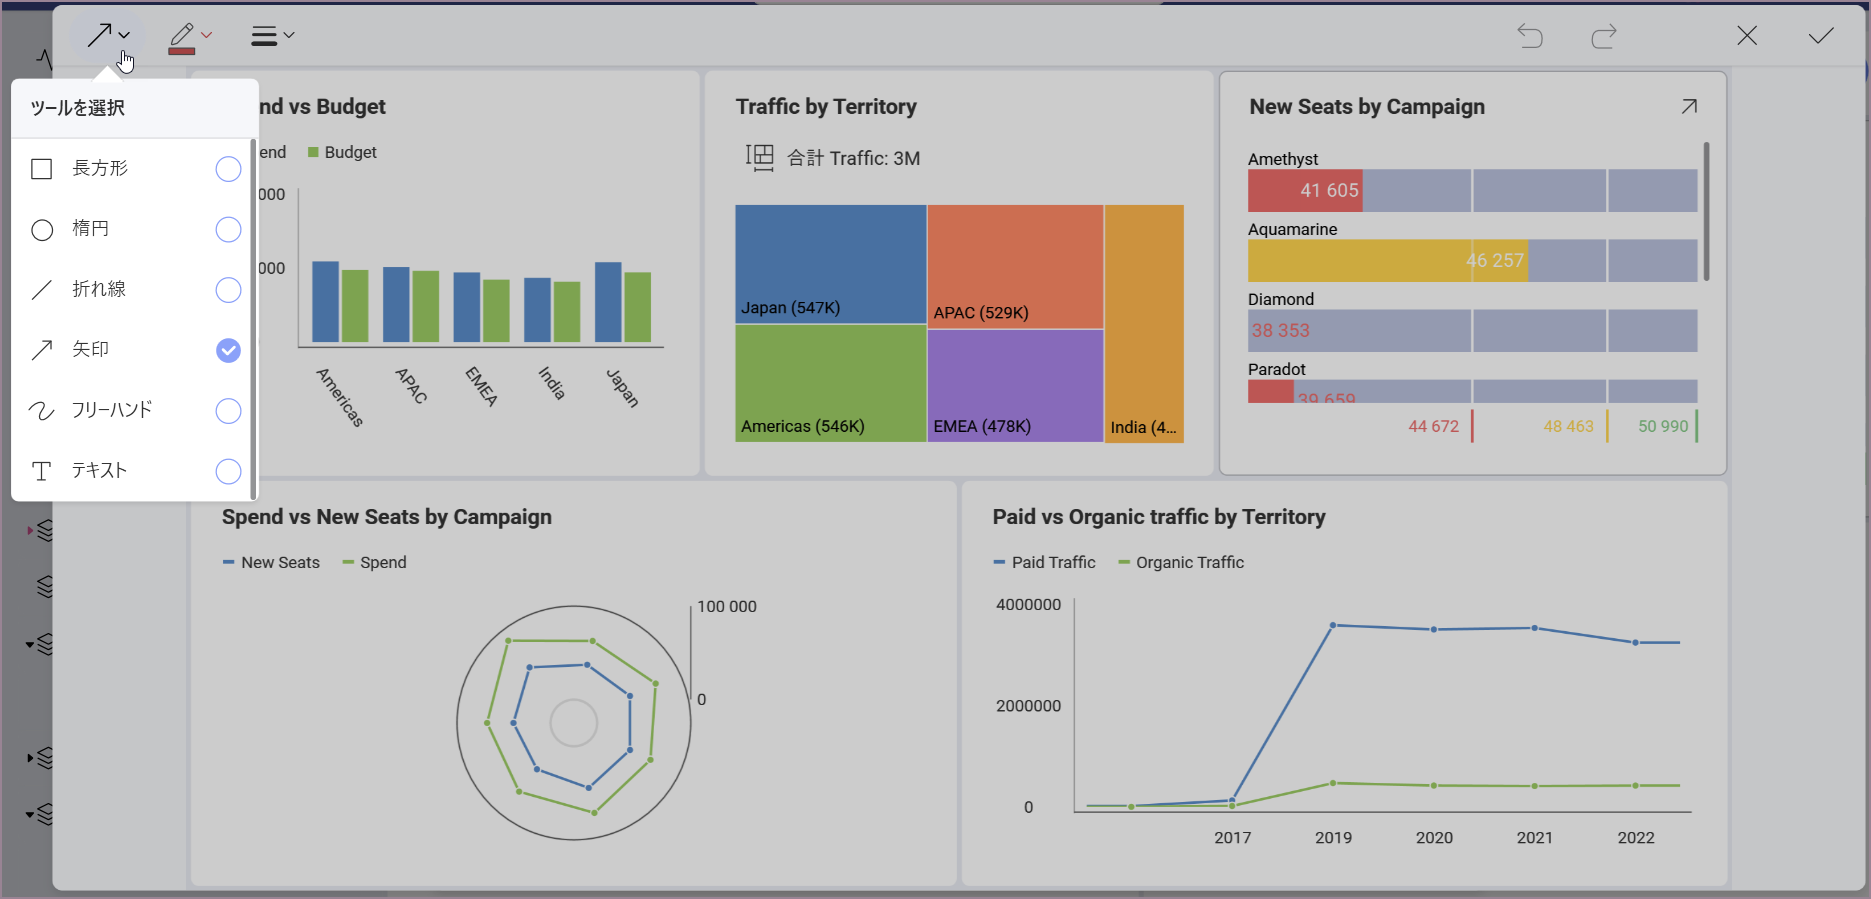 ツールを選択
長方形
楕円
折れ線
矢印
フリーハンド
テキスト
nd vs Budget
end
Budget
000
000
Americas
APAC
EMEA
India
Japan
Traffic by Territory
合計 Traffic: 3M
Japan (547K)
APAC (529K)
Americas (546K)
EMEA (478K)
India (4...
New Seats by Campaign
Amethyst
41 605
Aquamarine
46 257
Diamond
38 353
Paradot
39 659
44 672
48 463
50 990
Spend vs New Seats by Campaign
New Seats
Spend
100 000
0
Paid vs Organic traffic by Territory
Paid Traffic
Organic Traffic
4000000
2000000
0
2017
2019
2020
2021
2022